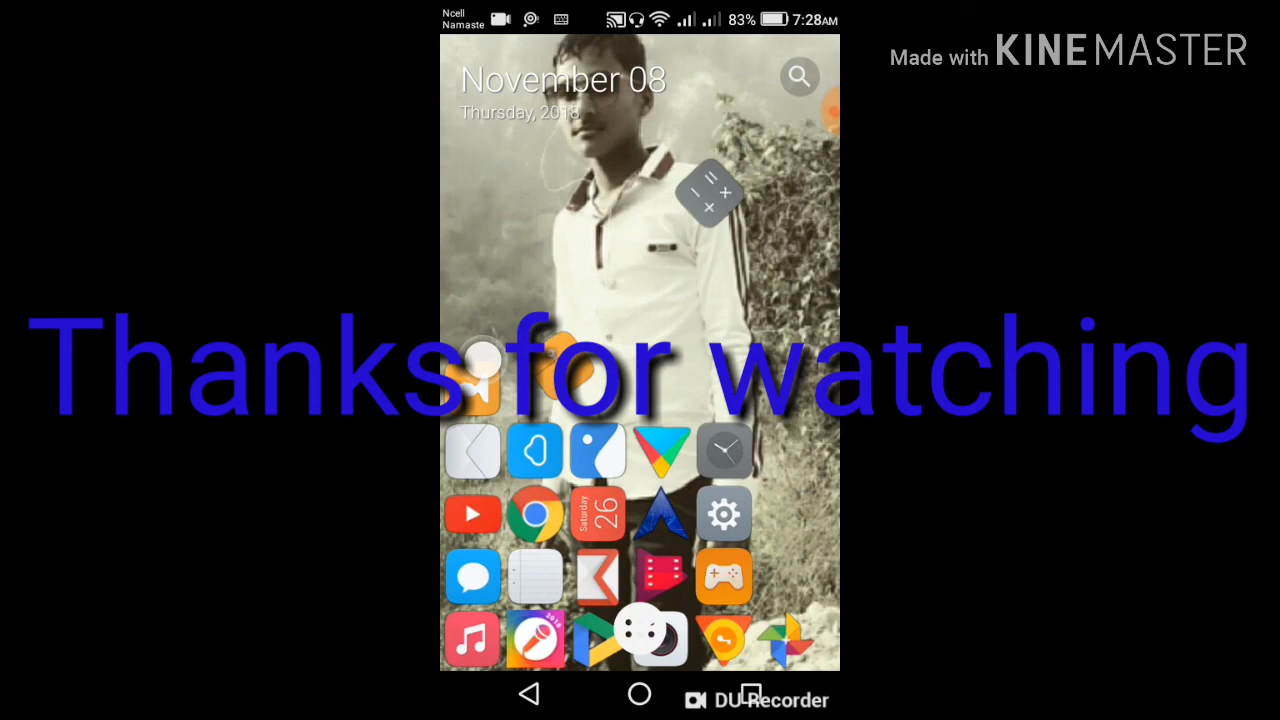 Ncell
Namaste
83% 7:28AM
Made with KINEMASTER
November 08
Thursday, 2018
Thanks for watching
Saturday
26
2018
DU Recorder